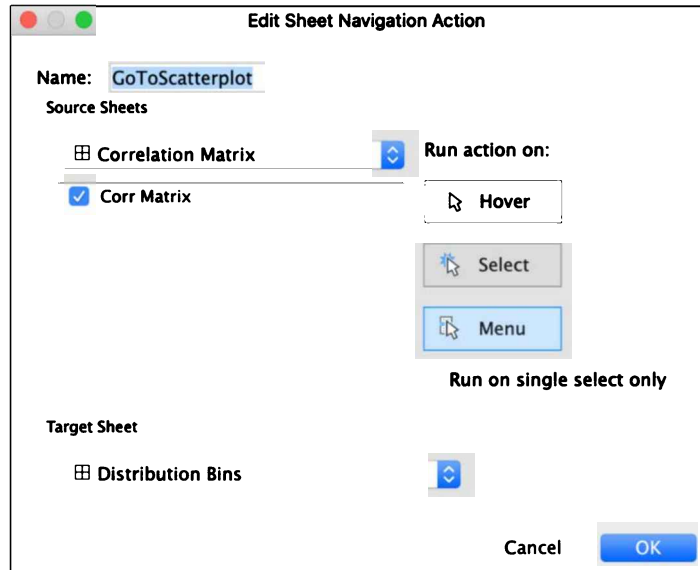 Edit Sheet Navigation Action
Name: GoToScatterplot
Source Sheets
Correlation Matrix
Run action on:
Corr Matrix
Hover
Select
Menu
Run on single select only
Target Sheet
Distribution Bins
Cancel
OK